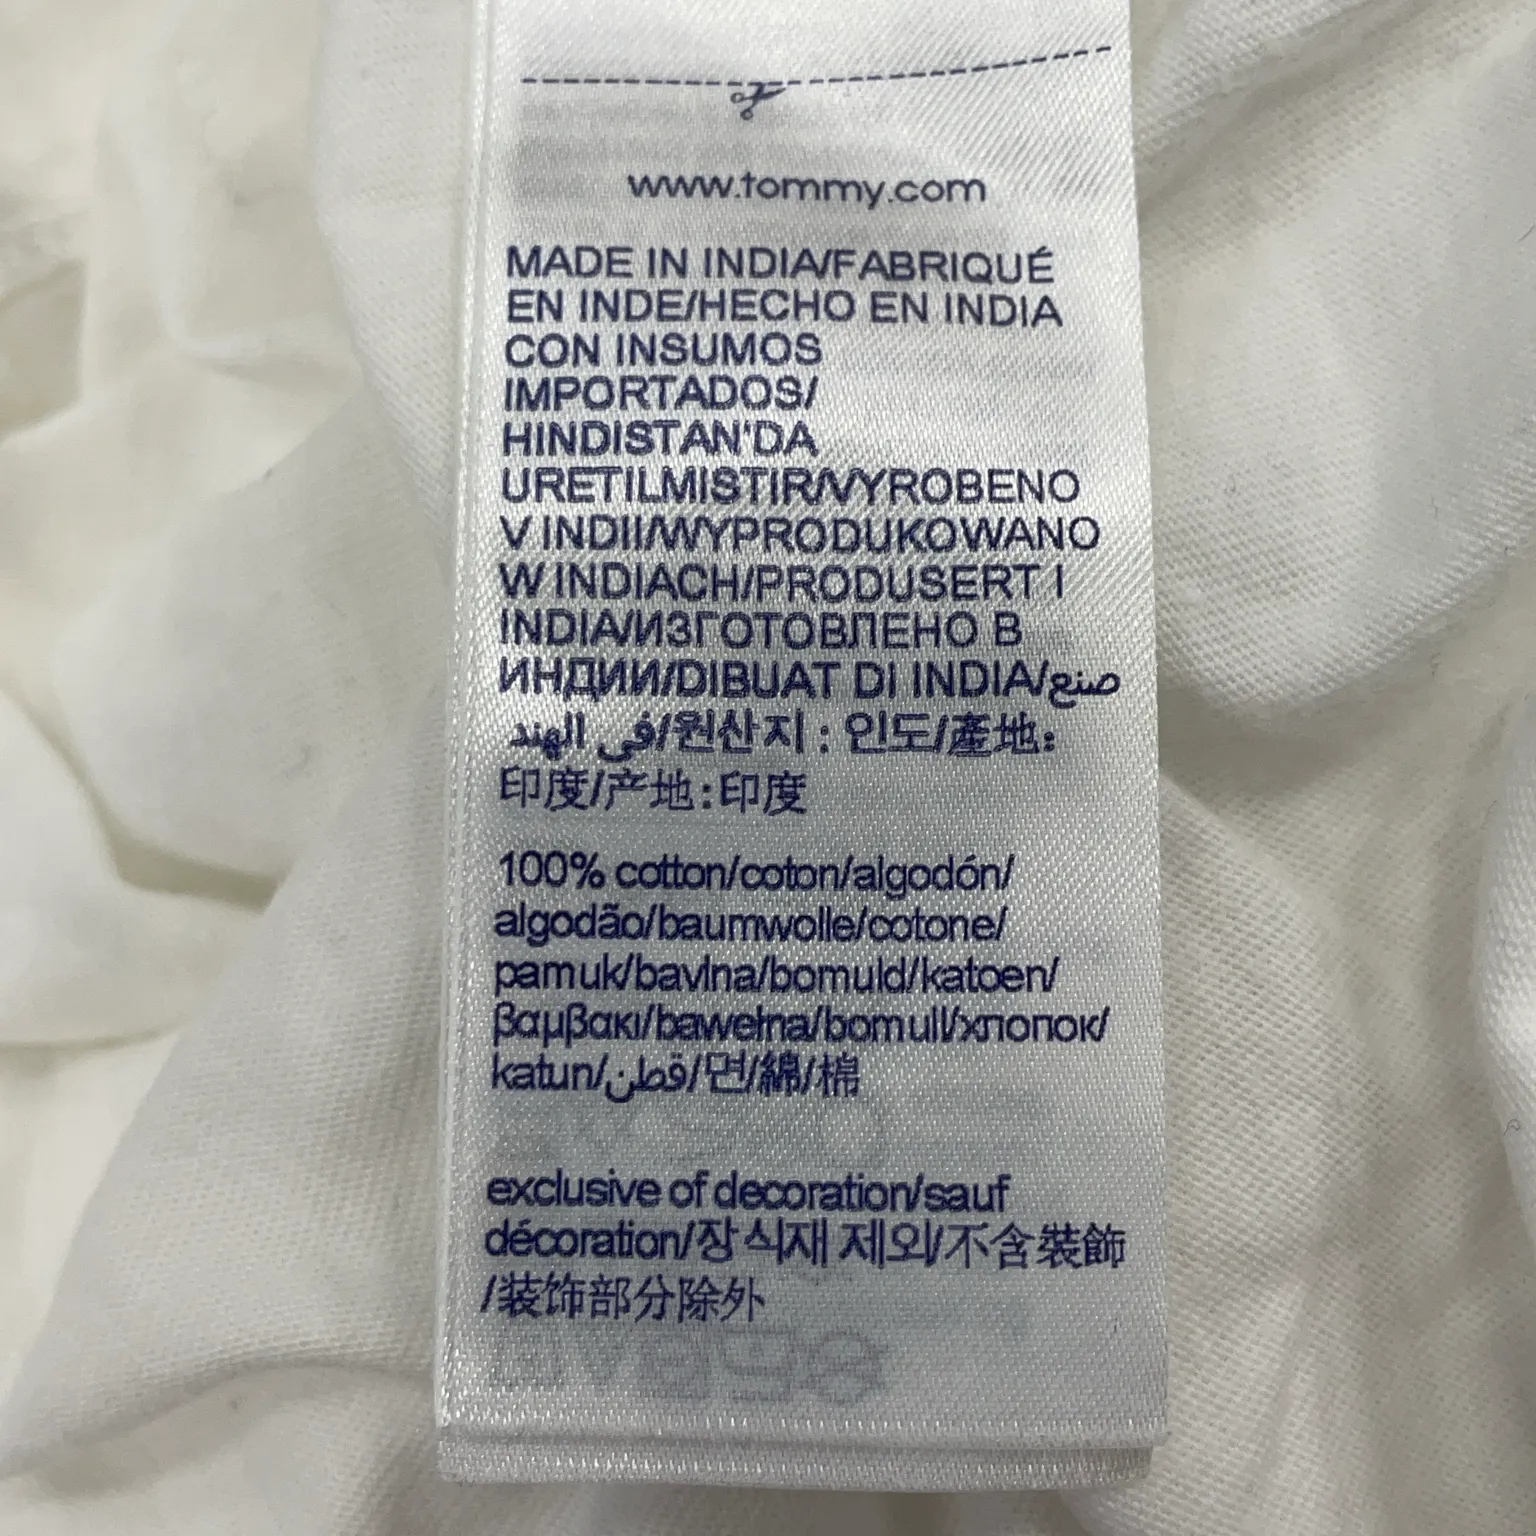 www.tommy.com
MADE IN INDIA/FABRIQUÉ
EN INDE/HECHO EN INDIA
CON INSUMOS
IMPORTADOS/
HINDISTAN'DA
URETILMISTIR/VYROBENO
V INDII/WYPRODUKOWANO
W INDIACH/PRODUSERT I
INDIA/ИЗГОТОВЛЕНО В
ИНДИИ/DIBUAT DI INDIA/صنع
في الهند/원산지 : 인도/產地:
印度/产地:印度
100% cotton/coton/algodón/
algodão/baumwolle/cotone/
pamuk/bavlna/bomuld/katoen/
βαμβακι/bawełna/bomull/хлопок/
katun/قطن/면/綿/棉
exclusive of decoration/sauf
décoration/장식재 제외/不含裝飾
/装饰部分除外